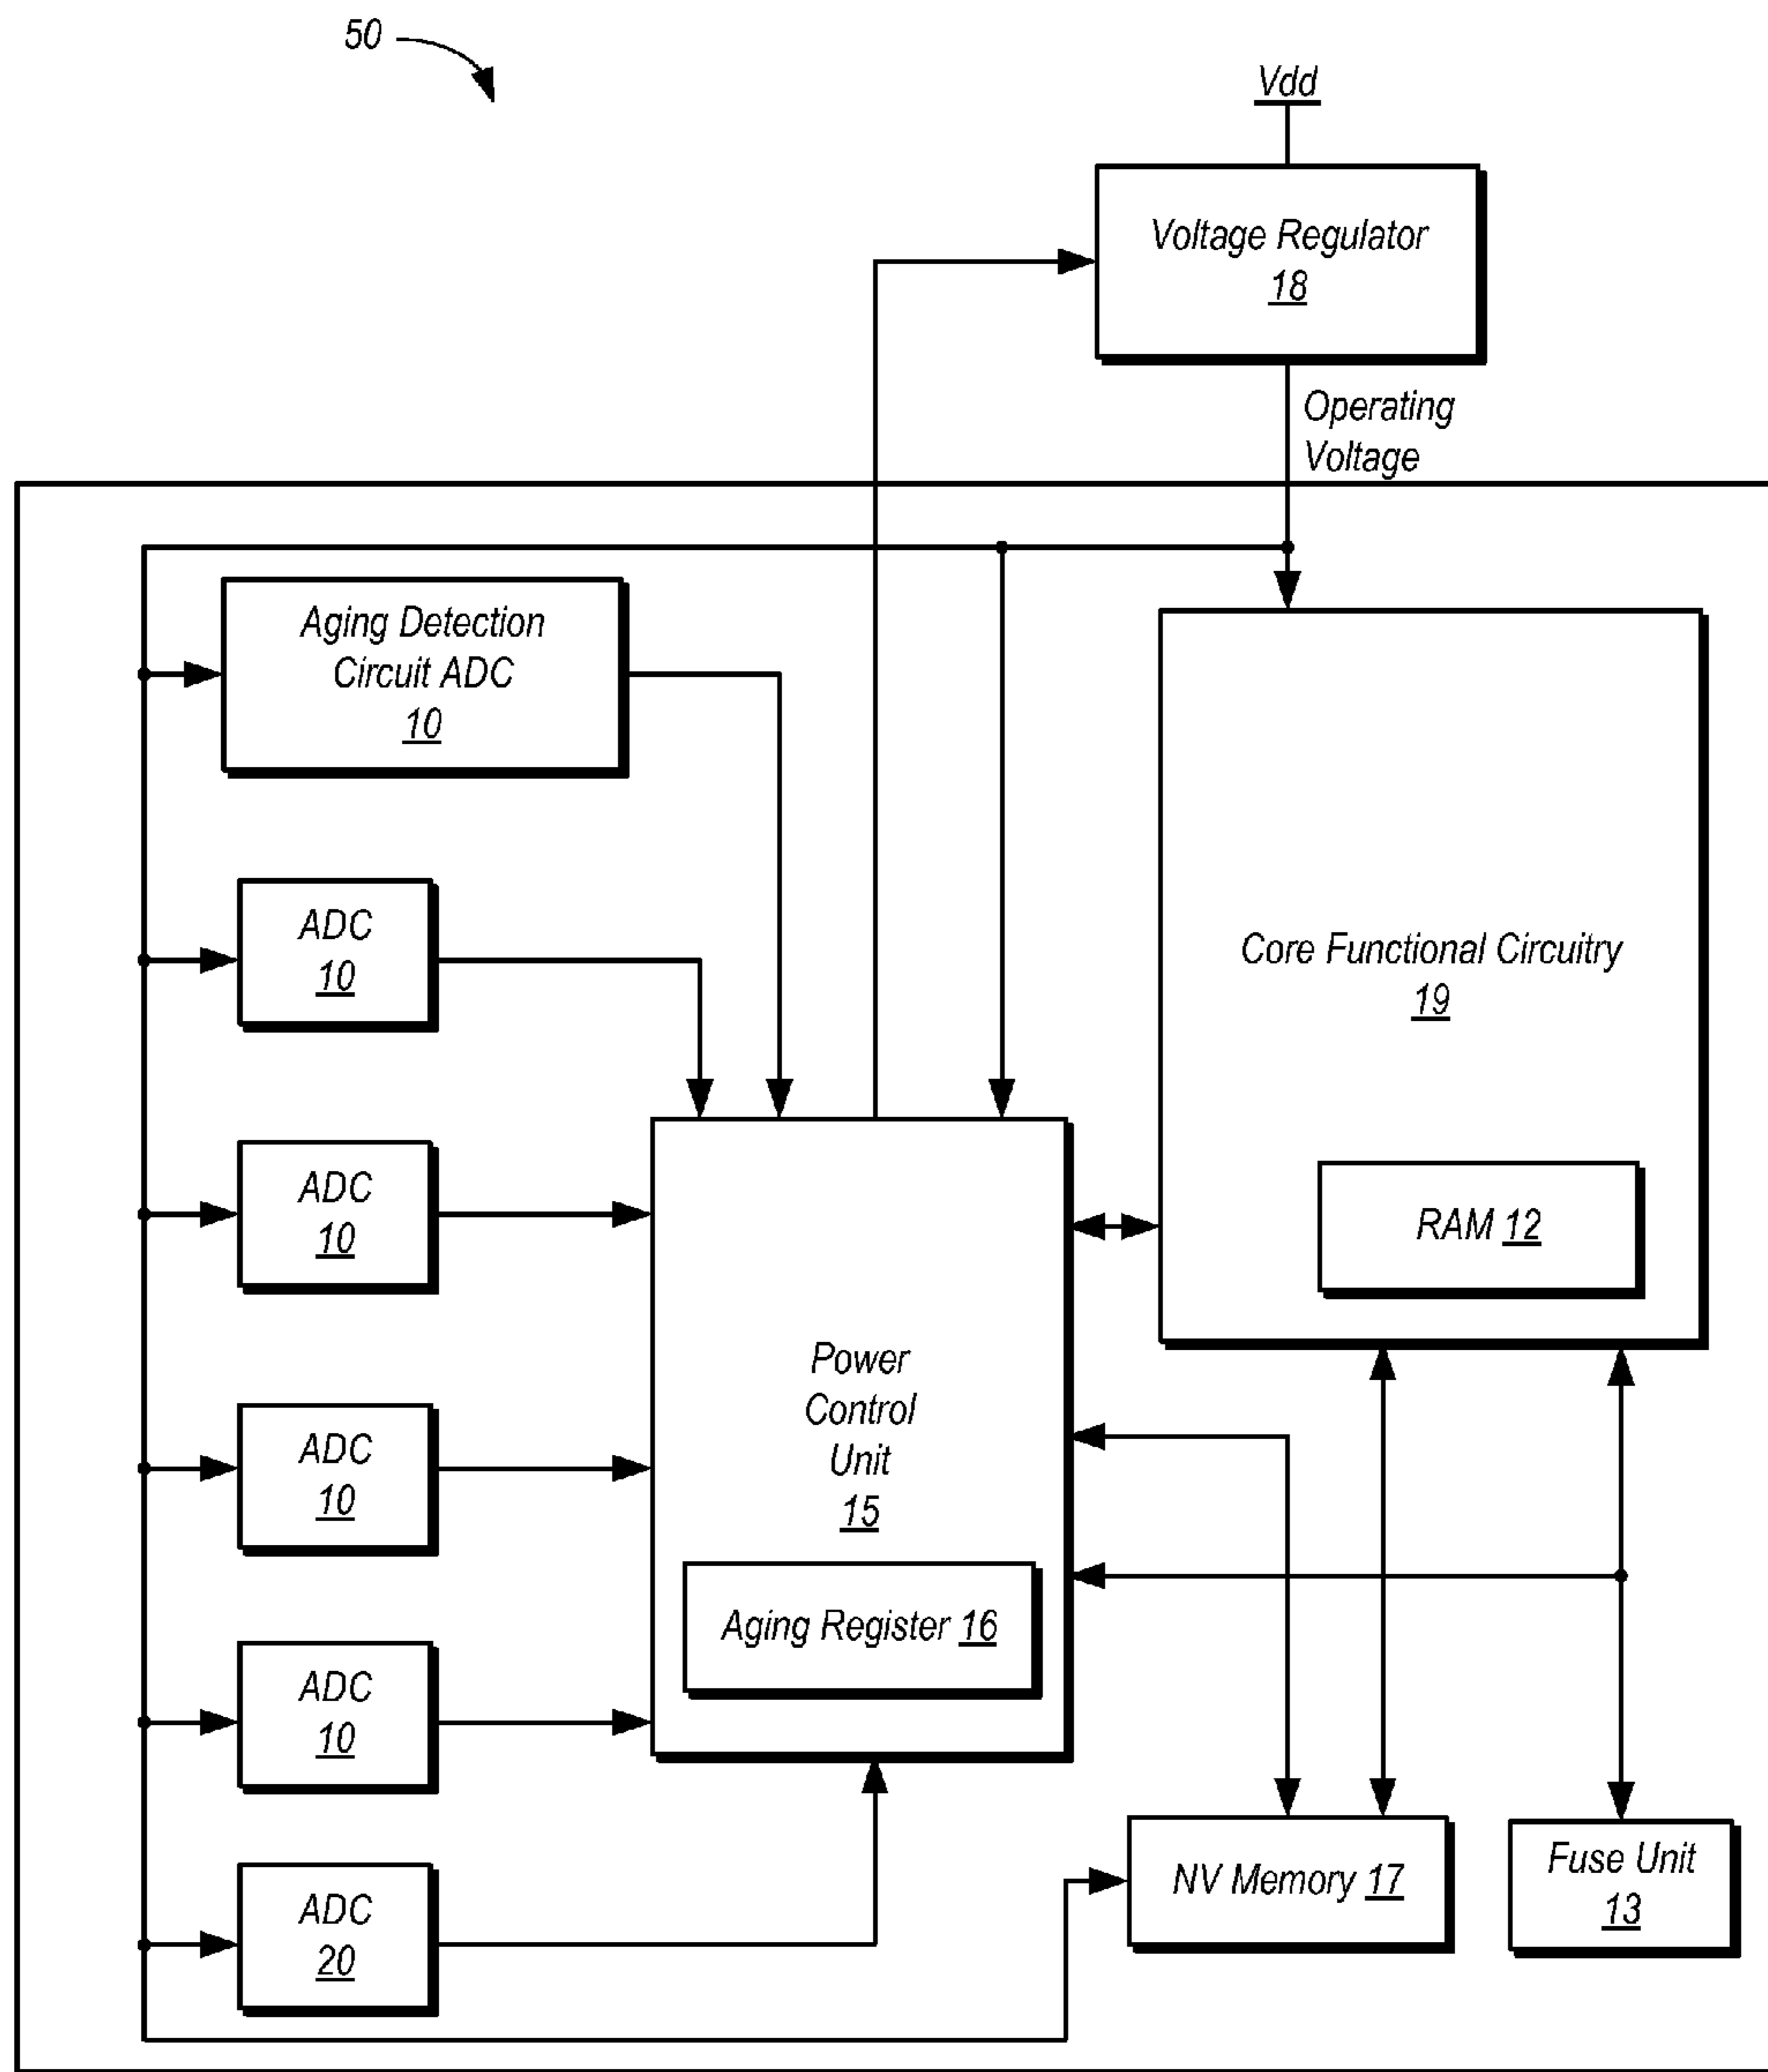 50
Vdd
Voltage Regulator
18
Operating
Voltage
Aging Detection
Circuit ADC
10
ADC
10
Core Functional Circuitry
19
ADC
10
RAM 12
Power
Control
Unit
15
ADC
10
Aging Register 16
ADC
10
NV Memory 17
Fuse Unit
13
ADC
20